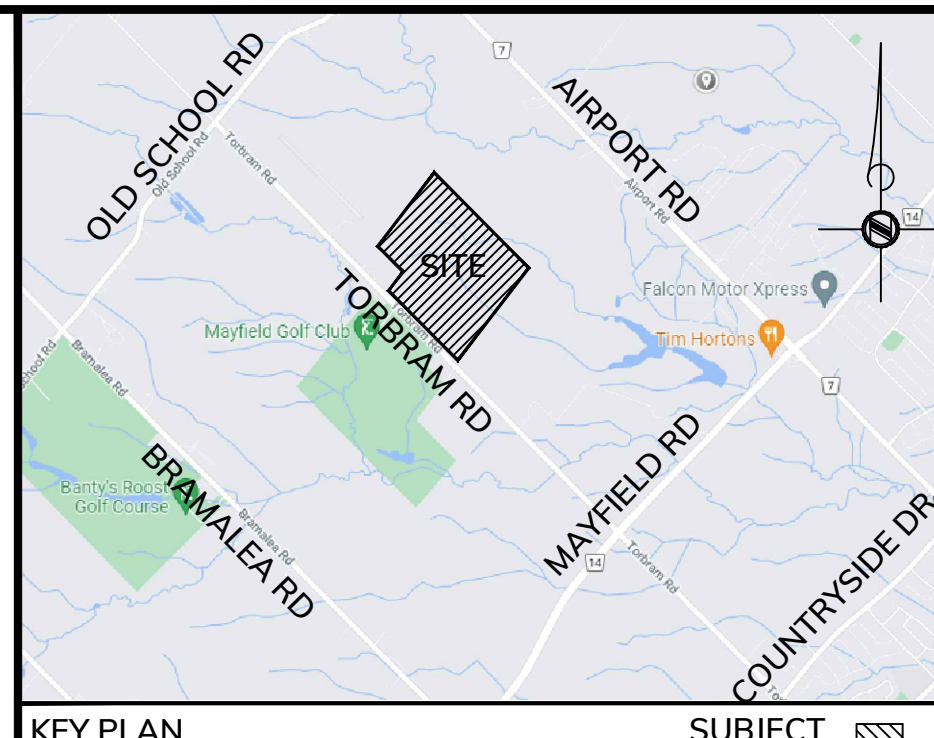 7
OLD SCHOOL RD
Old School Rd
Torbram Rd
AIRPORT RD
Airport Rd
14
SITE
Falcon Motor Xpress
TORBRAM RD
Torbram Rd
Mayfield Golf Club
Tim Hortons
7
Bramalea Rd
BRAMALEA RD
Banty's Roost
Golf Course
Bramalea Rd
MAYFIELD RD
14
Torbram Rd
COUNTRYSIDE DR
KEY PLAN
SUBJECT